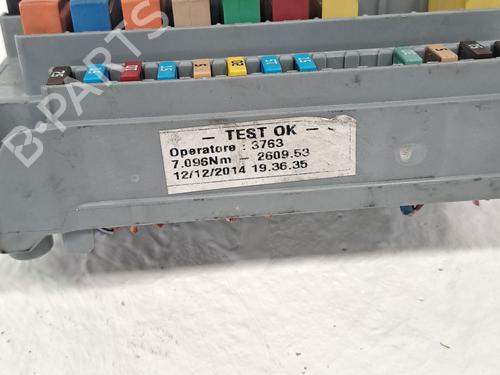 B-PARTS
— TEST OK —
Operatore : 3763
7.096Nm — 2609.53
12/12/2014 19.36.35